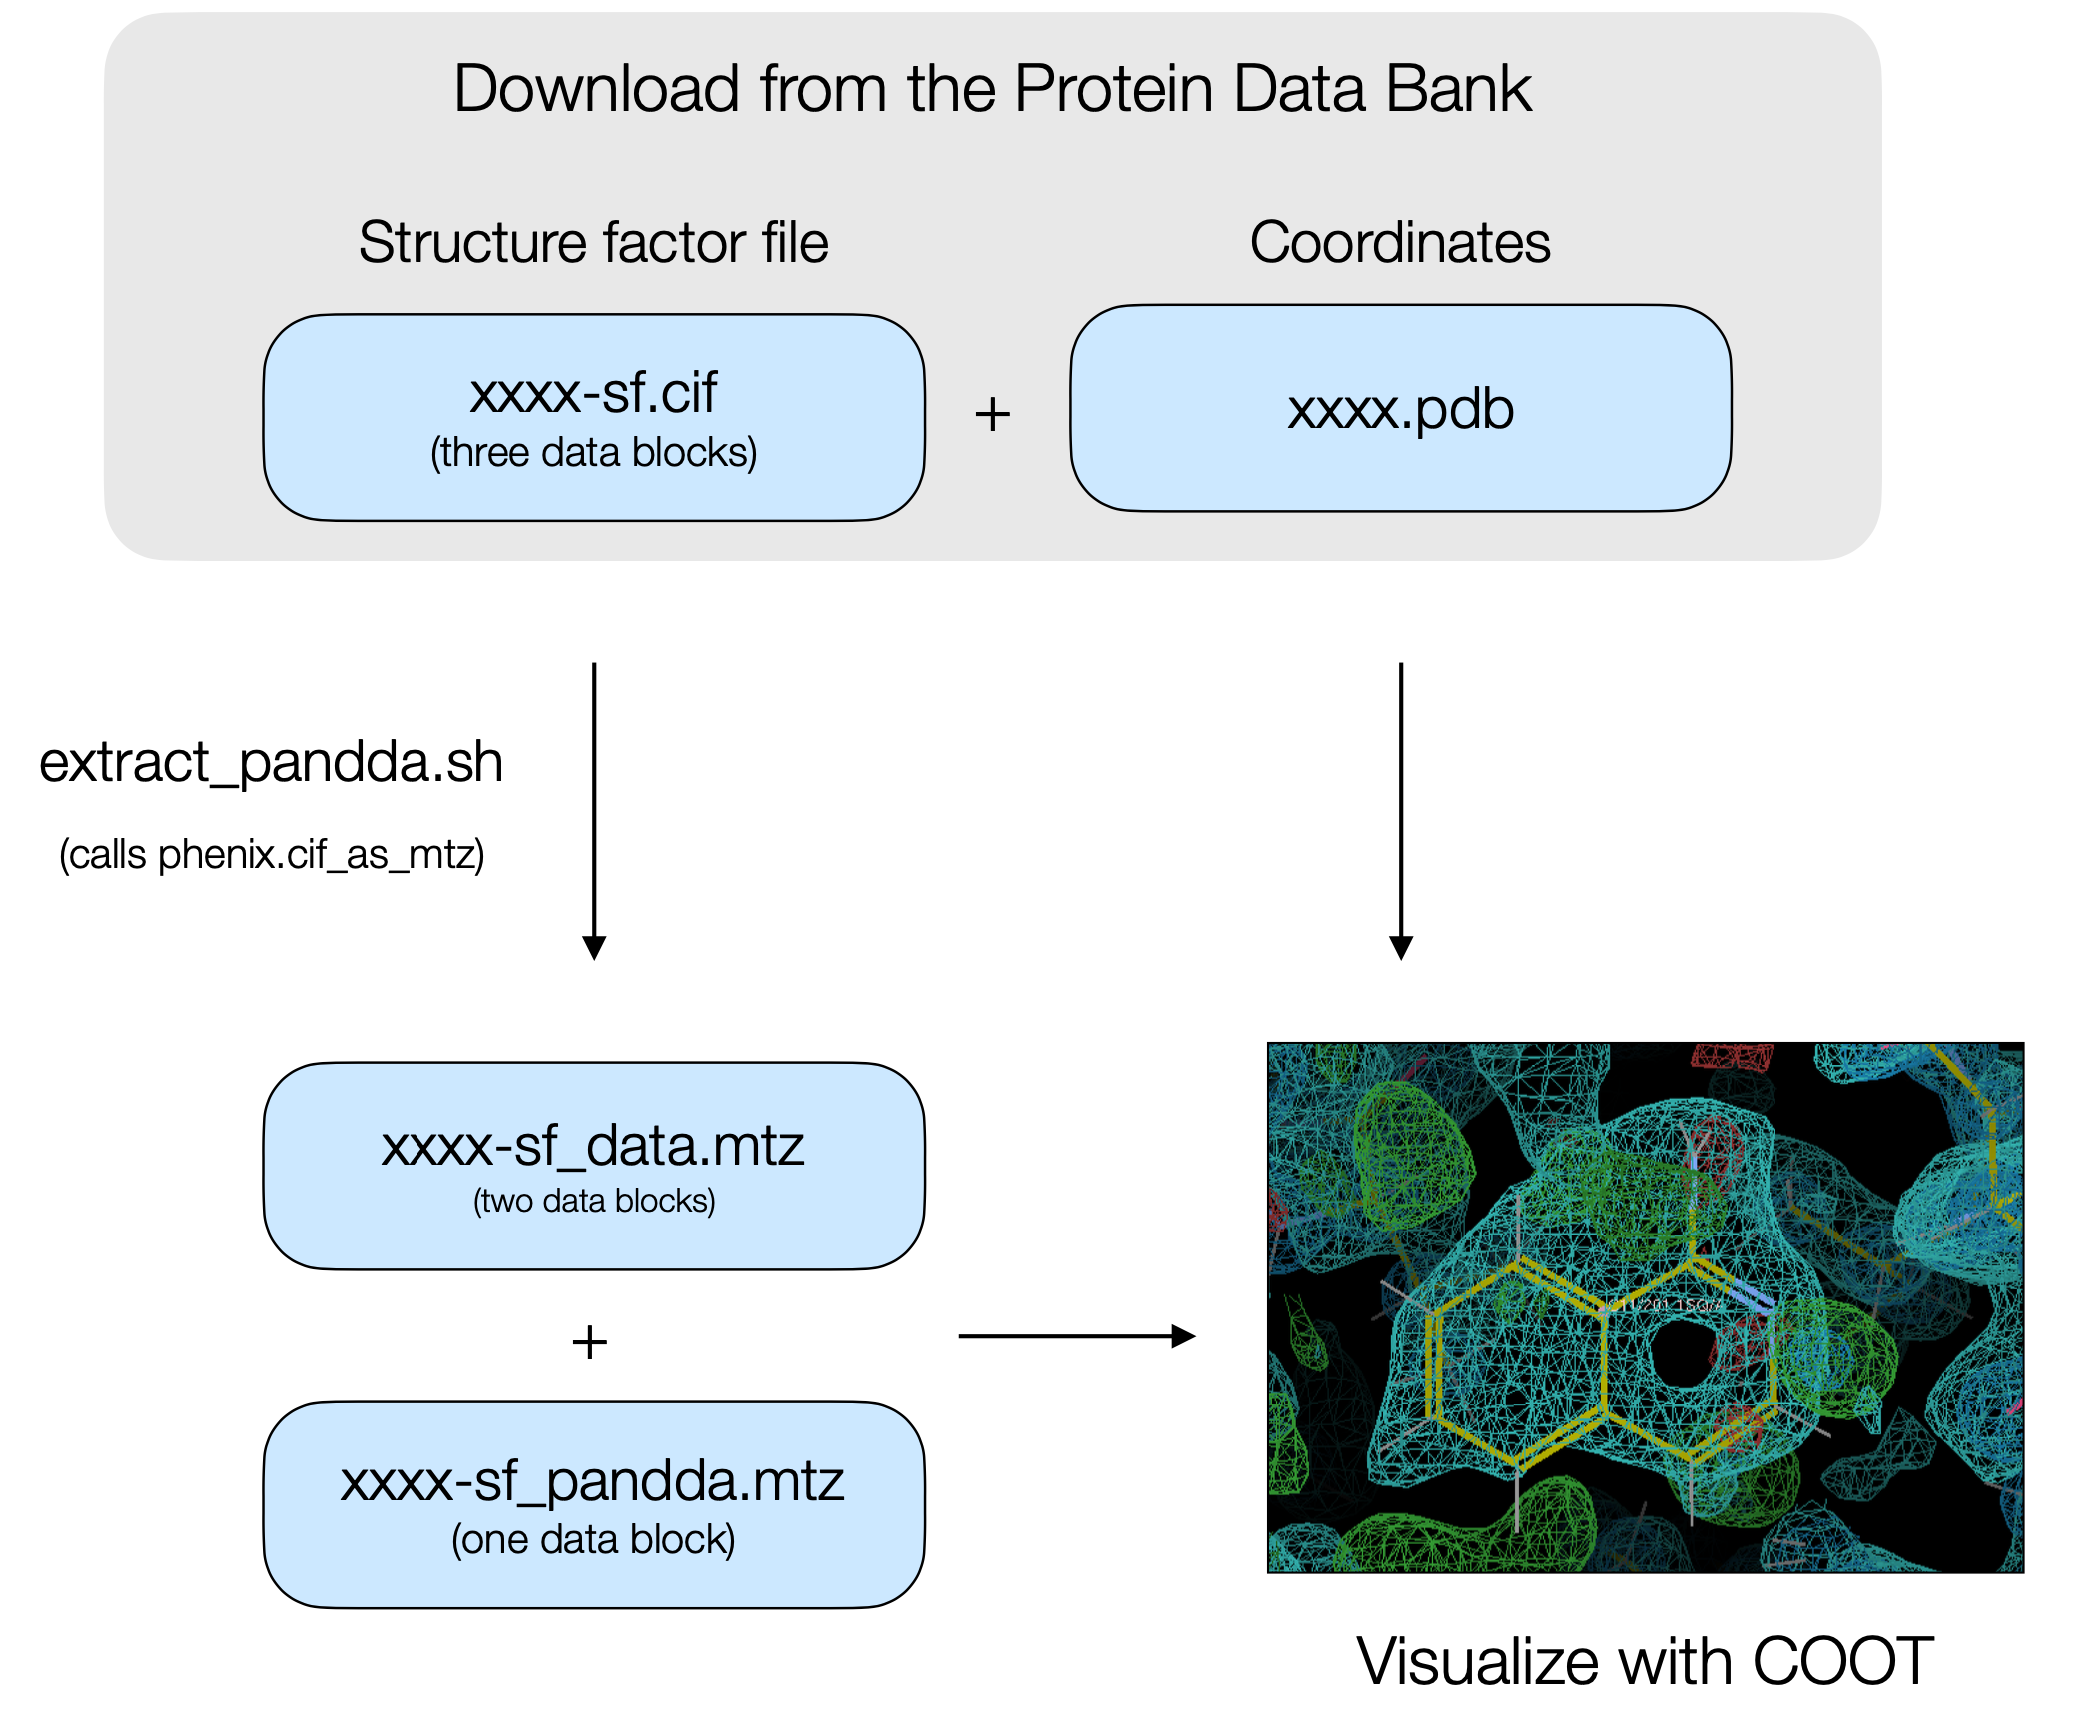 Download from the Protein Data Bank
Structure factor file
Coordinates
xxxx-sf.cif
(three data blocks)
+
xxxx.pdb
extract_pandda.sh
(calls phenix.cif_as_mtz)
xxxx-sf_data.mtz
(two data blocks)
+
xxxx-sf_pandda.mtz
(one data block)
Visualize with COOT